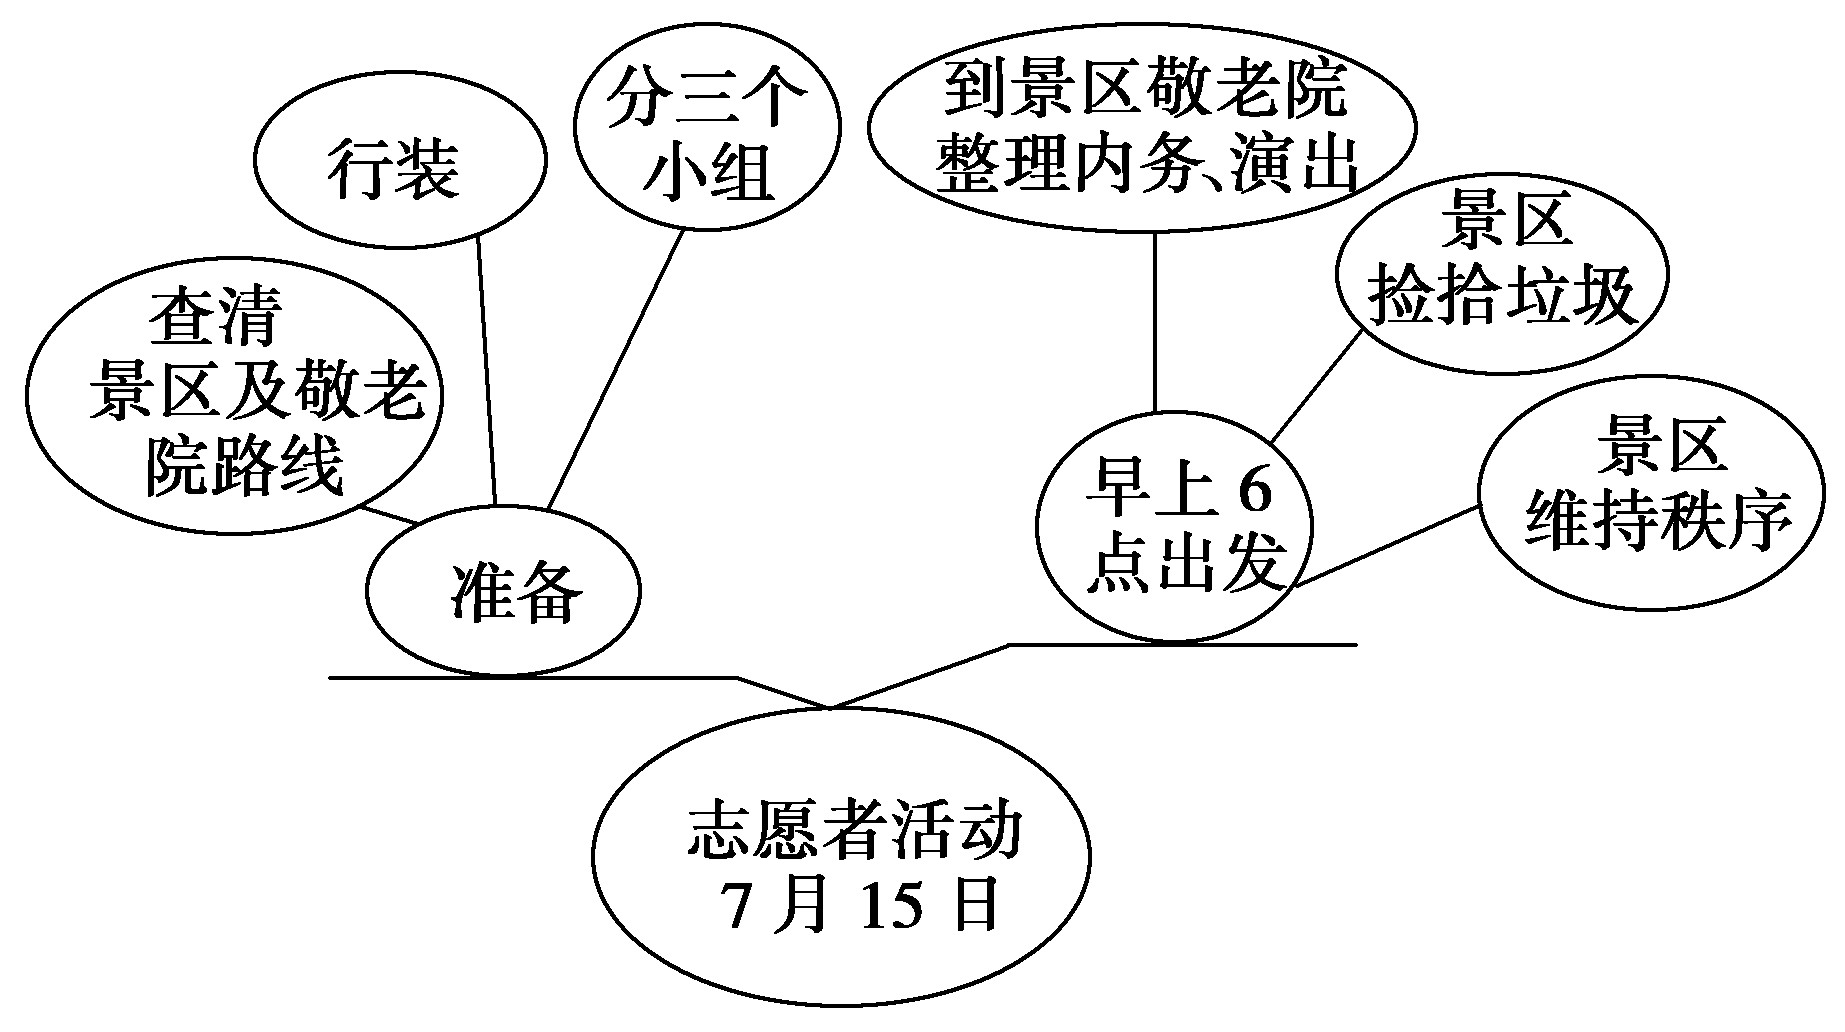 分三个
小组
到景区敬老院
整理内务、演出
行装
景区
捡拾垃圾
查清
景区及敬老
院路线
景区
维持秩序
早上6
点出发
准备
志愿者活动
7月15日